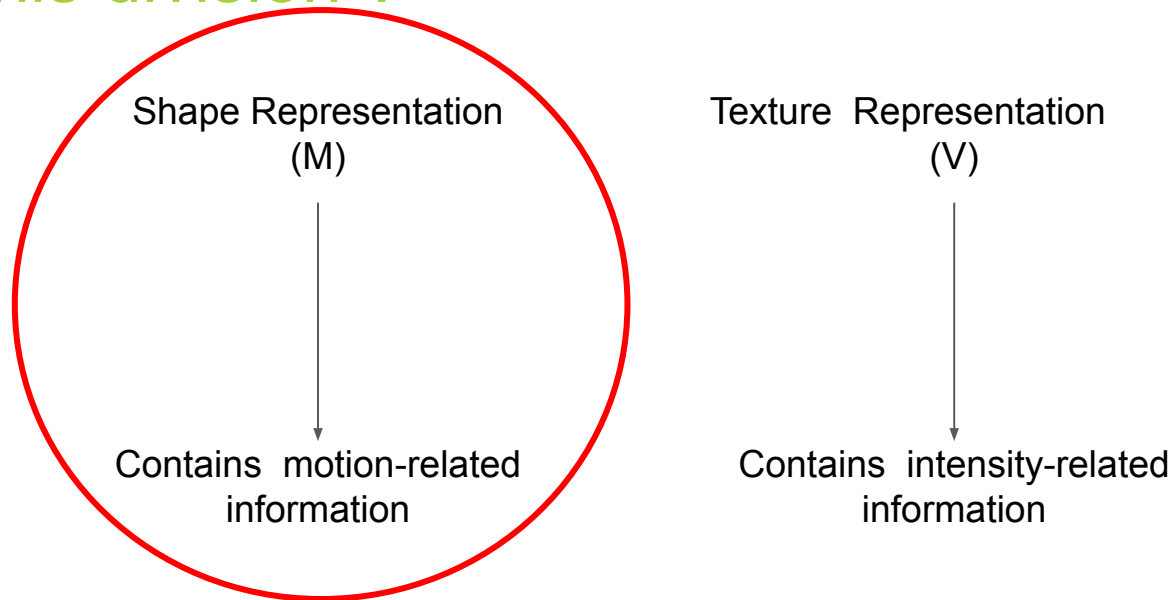 Shape Representation
(M)
Texture Representation
(V)
Contains motion-related
information
Contains intensity-related
information